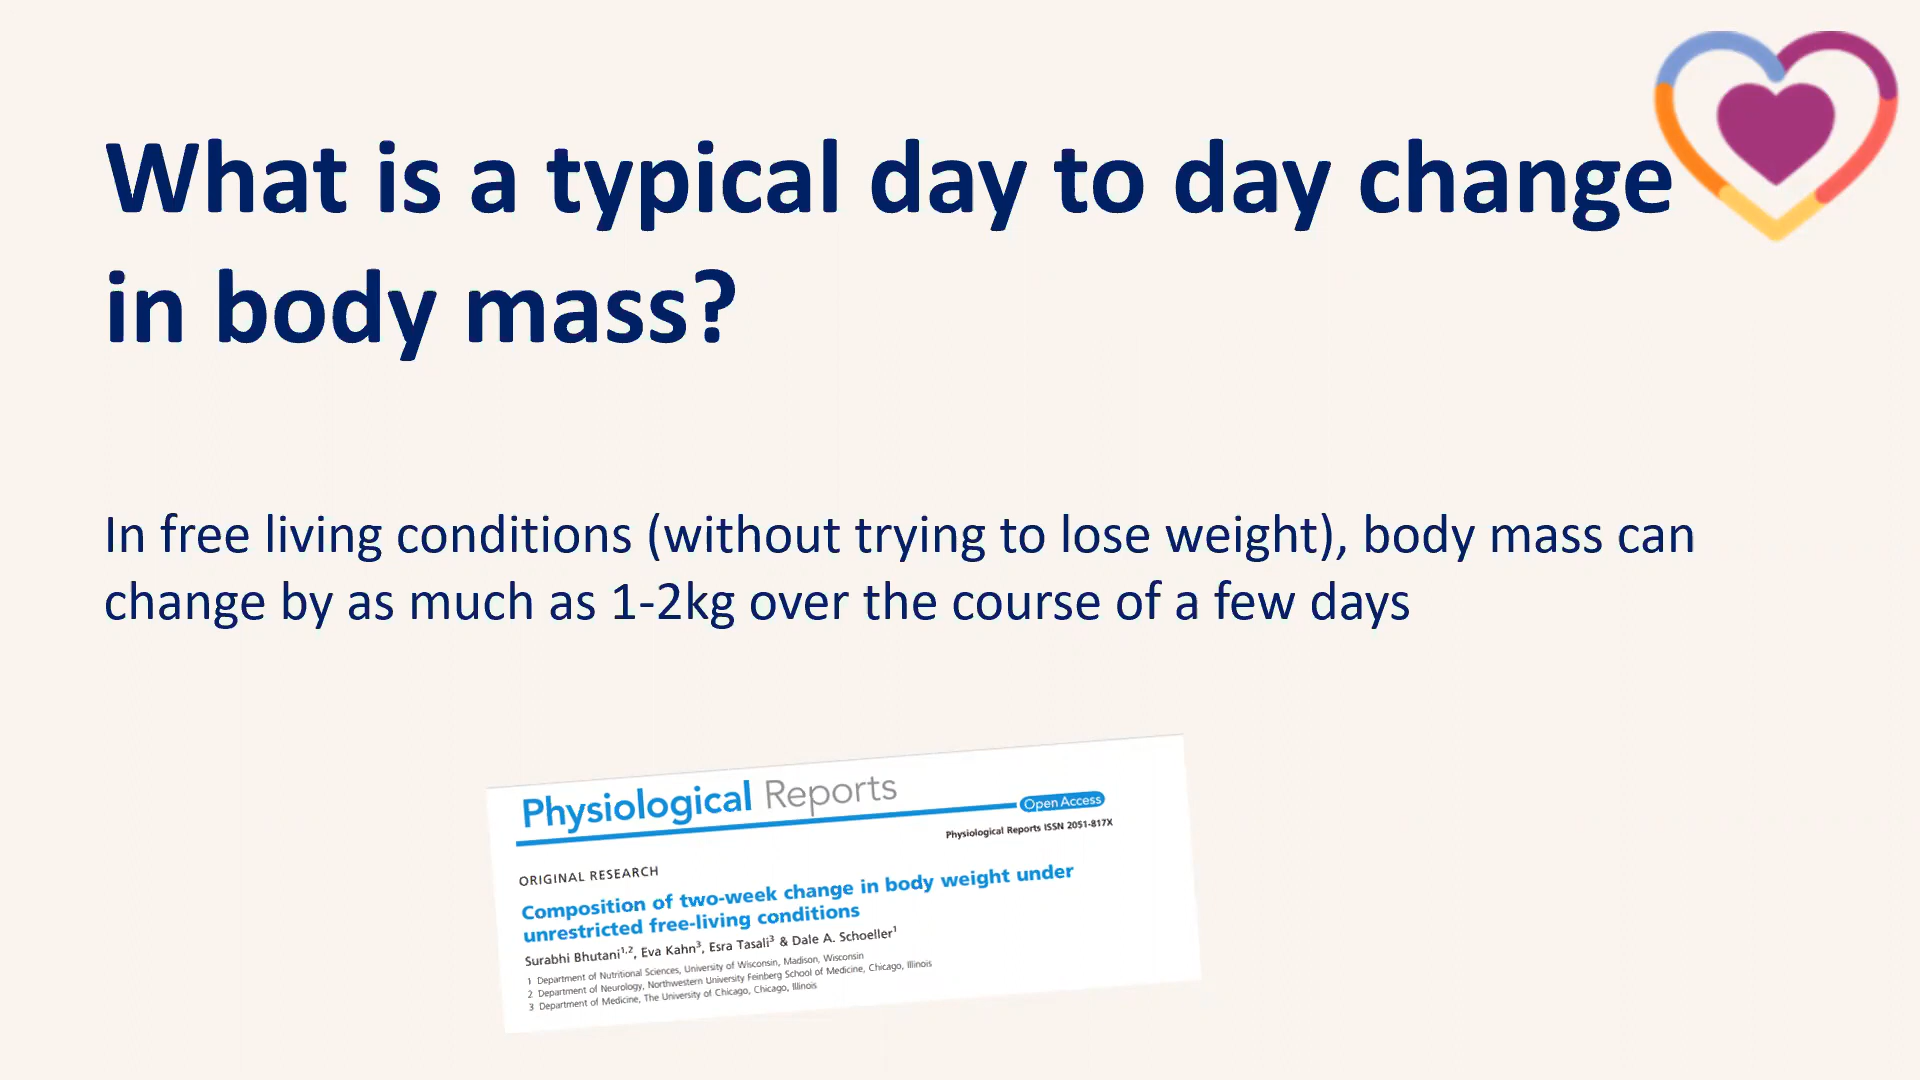 What is a typical day to day change
in body mass?
In free living conditions (without trying to lose weight), body mass can
change by as much as 1-2kg over the course of a few days
Physiological Reports
Open Access
Physiological Reports ISSN 2051-817X
ORIGINAL RESEARCH
Composition of two-week change in body weight under
unrestricted free-living conditions
Surabhi Bhutani1,2, Eva Kahn3, Esra Tasali3 & Dale A. Schoeller1
1 Department of Nutritional Sciences, University of Wisconsin, Madison, Wisconsin
2 Department of Neurology, Northwestern University Feinberg School of Medicine, Chicago, Illinois
3 Department of Medicine, The University of Chicago, Chicago, Illinois